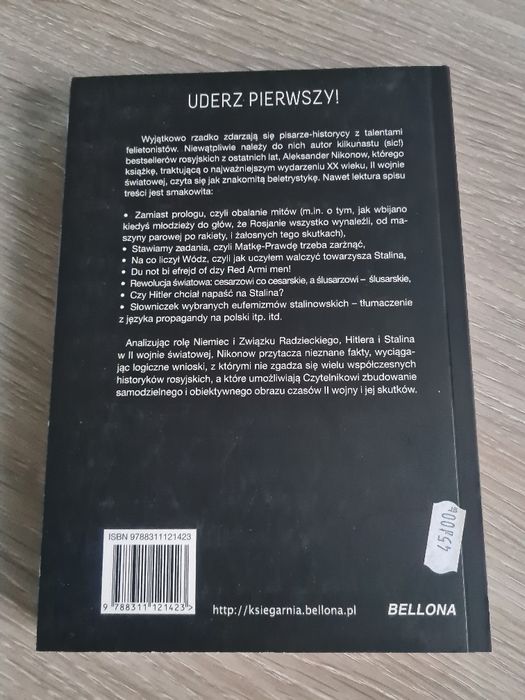 UDERZ PIERWSZY!
Wyjątkowo rzadko zdarzają się pisarze-historycy z talentami
felietonistów. Niewątpliwie należy do nich autor kilkunastu (sic!)
bestsellerów rosyjskich z ostatnich lat, Aleksander Nikonow, którego
książkę, traktującą o najważniejszym wydarzeniu XX wieku, II wojnie
światowej, czyta się jak znakomitą beletrystykę. Nawet lektura spisu
treści jest smakowita:
• Zamiast prologu, czyli obalanie mitów (m.in. o tym, jak wbijano
kiedyś młodzieży do głów, że Rosjanie wszystko wynaleźli, od ma-
szyny parowej po rakiety, i żałosnych tego skutkach),
• Stawiamy zadania, czyli Matkę-Prawdę trzeba zarżnąć,
• Na co liczył Wódz, czyli jak uczyłem walczyć towarzysza Stalina,
• Du not bi efrejd of dzy Red Armi men!
• Rewolucja światowa: cesarzowi co cesarskie, a ślusarzowi – ślusarskie,
• Czy Hitler chciał napaść na Stalina?
• Słowniczek wybranych eufemizmów stalinowskich – tłumaczenie
z języka propagandy na polski itp. itd.
Analizując rolę Niemiec i Związku Radzieckiego, Hitlera i Stalina
w II wojnie światowej, Nikonow przytacza nieznane fakty, wyciąga-
jąc logiczne wnioski, z którymi nie zgadza się wielu współczesnych
historyków rosyjskich, a które umożliwiają Czytelnikowi zbudowanie
samodzielnego i obiektywnego obrazu czasów II wojny i jej skutków.
45zł00gr
ISBN 9788311121423
9 788311 121423>
http://ksiegarnia.bellona.pl
BELLONA